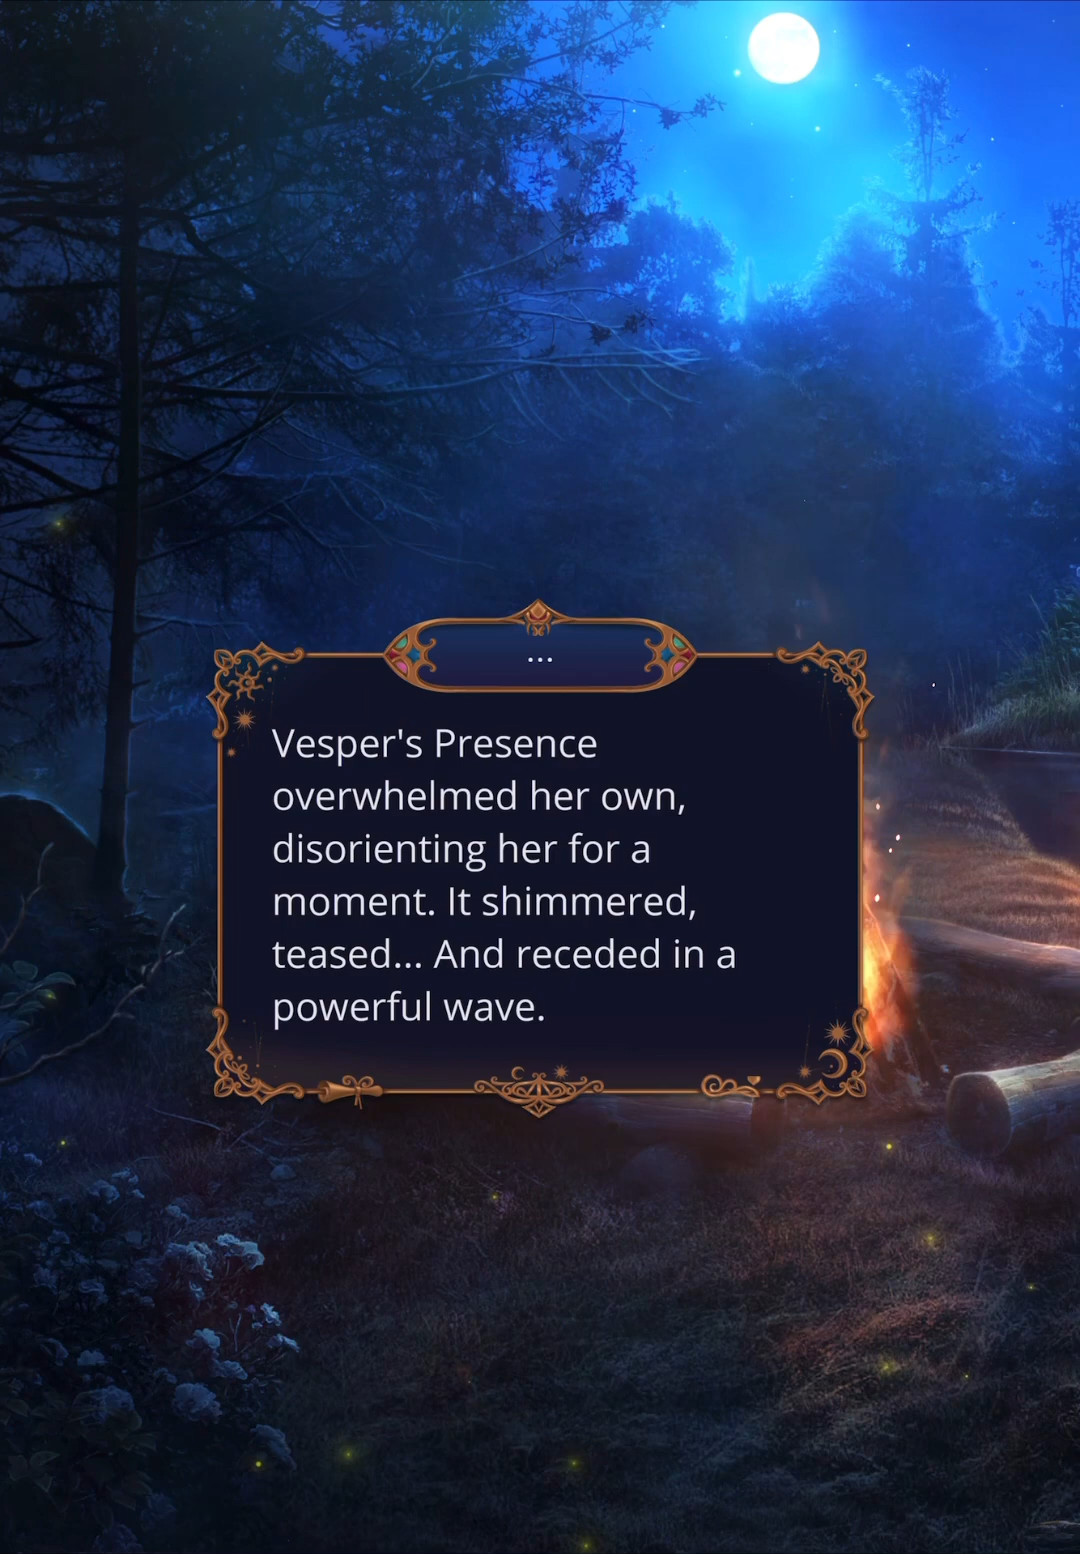 ...
Vesper's Presence
overwhelmed her own,
disorienting her for a
moment. It shimmered,
teased... And receded in a
powerful wave.